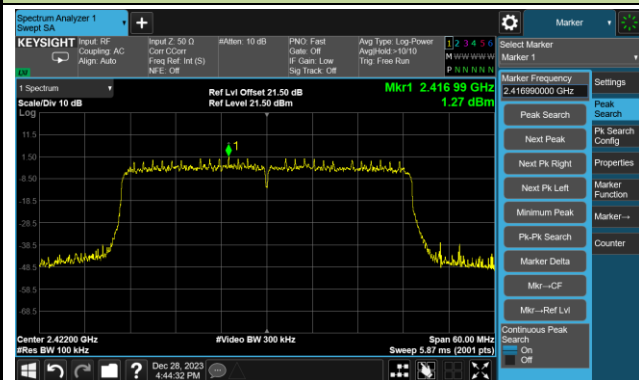 Spectrum Analyzer 1
Swept SA
+
Marker
KEYSIGHT
Input: RF
Coupling: AC
Align: Auto
Input Z: 50 Ω
Corr CCorr
Freq Ref: Int (S)
NFE: Off
#Atten: 10 dB
PNO: Fast
Gate: Off
IF Gain: Low
Sig Track: Off
Avg Type: Log-Power
Avg|Hold:>10/10
Trig: Free Run
1 2 3 4 5 6
M W W W W W
P N N N N N
Select Marker
Marker 1
1 Spectrum
Scale/Div 10 dB
Log
Ref Lvl Offset 21.50 dB
Ref Level 21.50 dBm
Mkr1 2.416 99 GHz
1.27 dBm
11.5
1.50
-8.50
-18.5
-28.5
-38.5
-48.5
-58.5
-68.5
1
Center 2.42200 GHz
#Res BW 100 kHz
#Video BW 300 kHz
Span 60.00 MHz
Sweep 5.87 ms (2001 pts)
Marker Frequency
2.416990000 GHz
Peak Search
Next Peak
Next Pk Right
Next Pk Left
Minimum Peak
Pk-Pk Search
Marker Delta
Mkr→CF
Mkr→Ref Lvl
Continuous Peak
Search
On
Off
Settings
Peak
Search
Pk Search
Config
Properties
Marker
Function
Marker→
Counter
?
Dec 28, 2023
4:44:32 PM